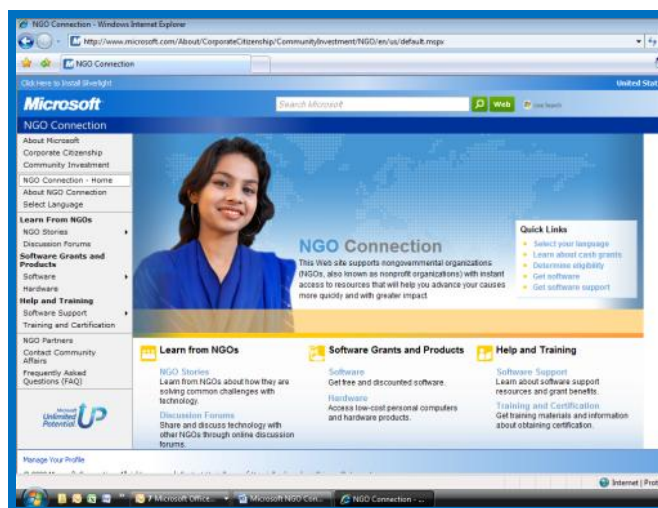 NGO Connection - Windows Internet Explorer
http://www.microsoft.com/About/CorporateCitizenship/CommunityInvestment/NGO/en/us/default.mspx
NGO Connection
Click Here to Install Silverlight
United Stat
Microsoft
Search Microsoft
Web
NGO Connection
About Microsoft
Corporate Citizenship
Community Investment
NGO Connection - Home
About NGO Connection
Select Language
Learn From NGOs
NGO Stories
Discussion Forums
Software Grants and
Products
Software
Hardware
Help and Training
Software Support
Training and Certification
NGO Partners
Contact Community
Affairs
Frequently Asked
Questions (FAQ)
Microsoft
Unlimited
Potential
UP
NGO Connection
This Web site supports nongovernmental organizations
(NGOs, also known as nonprofit organizations) with instant
access to resources that will help you advance your causes
more quickly and with greater impact
Quick Links
Select your language
Learn about cash grants
Determine eligibility
Get software
Get software support
Learn from NGOs
NGO Stories
Learn from NGOs about how they are
solving common challenges with
technology.
Discussion Forums
Share and discuss technology with
other NGOs through online discussion
forums.
Software Grants and Products
Software
Get free and discounted software.
Hardware
Access low-cost personal computers
and hardware products.
Help and Training
Software Support
Learn about software support
resources and grant benefits.
Training and Certification
Get training materials and information
about obtaining certification.
Manage Your Profile
Internet | Prot
7 Microsoft Office...
Microsoft NGO Con...
NGO Connection - ...